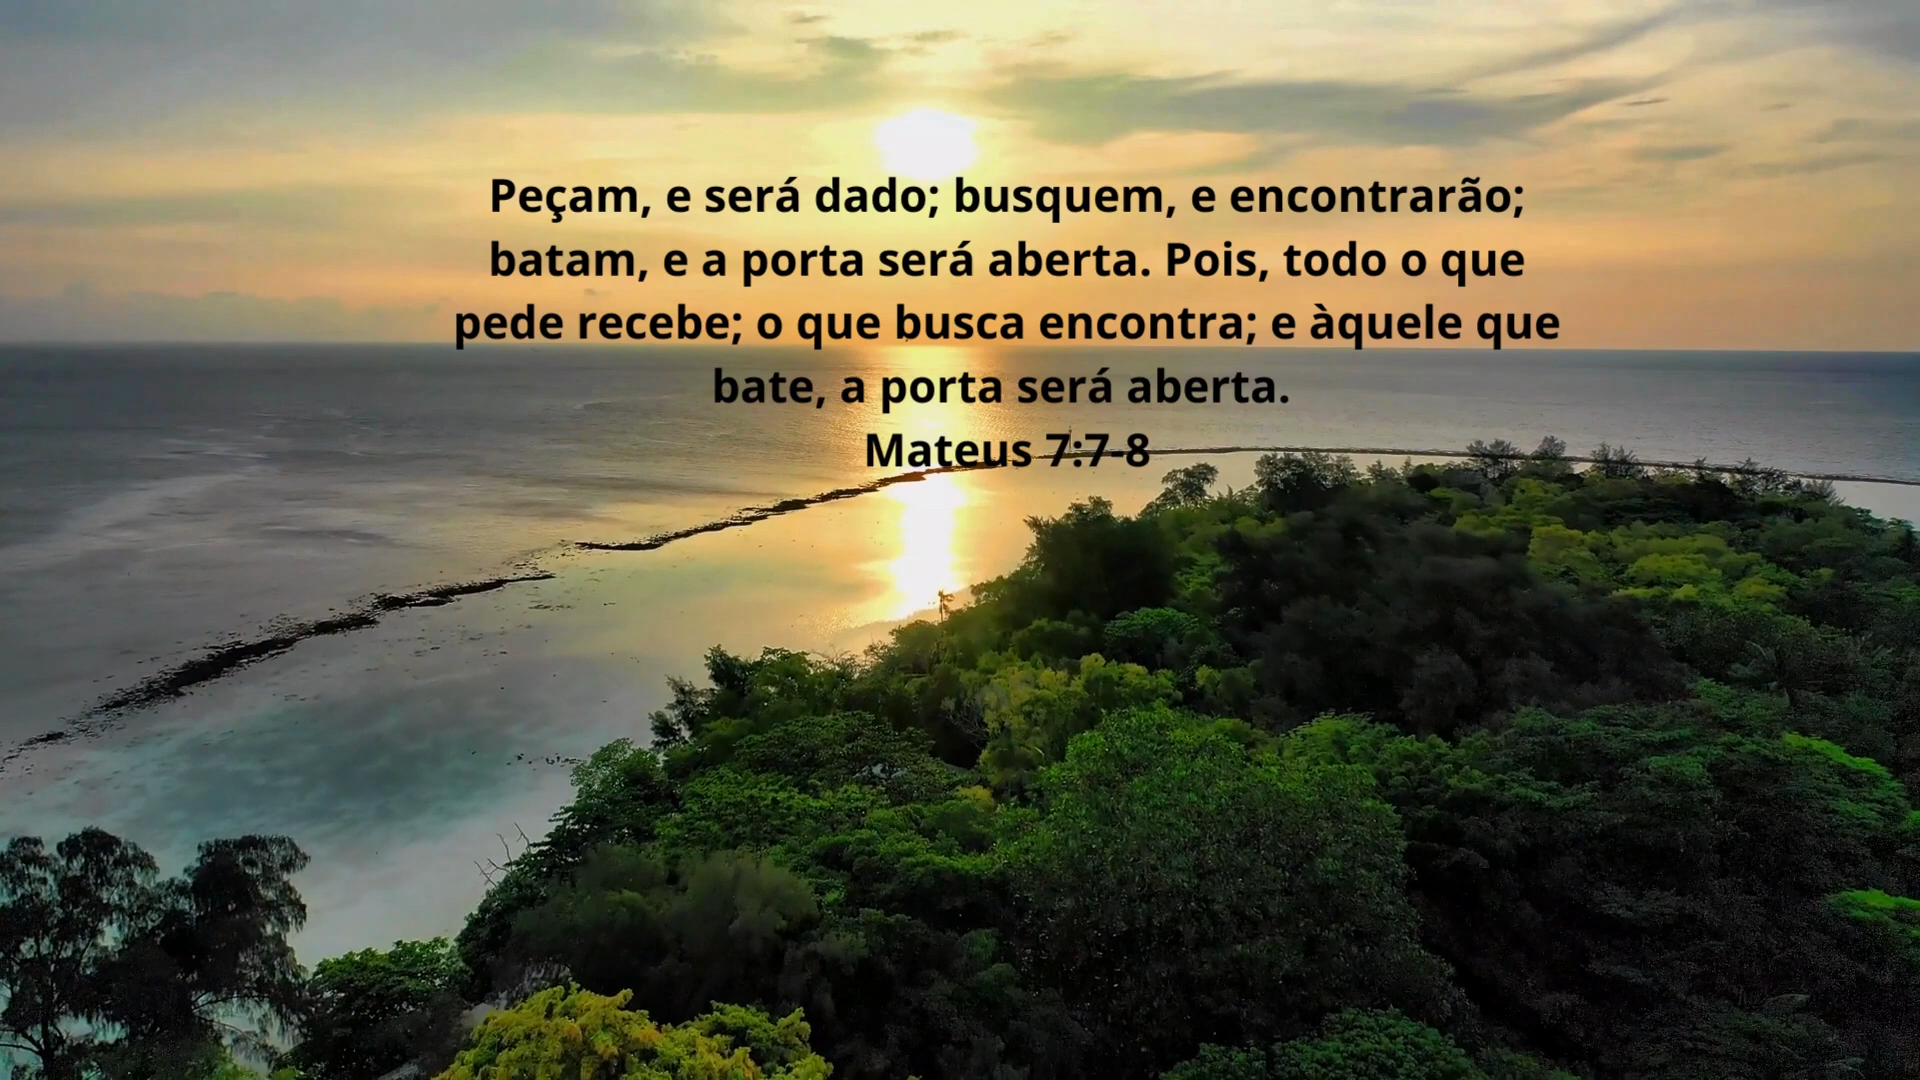 Peçam, e será dado; busquem, e encontrarão;
batam, e a porta será aberta. Pois, todo o que
pede recebe; o que busca encontra; e àquele que
bate, a porta será aberta.
Mateus 7:7-8